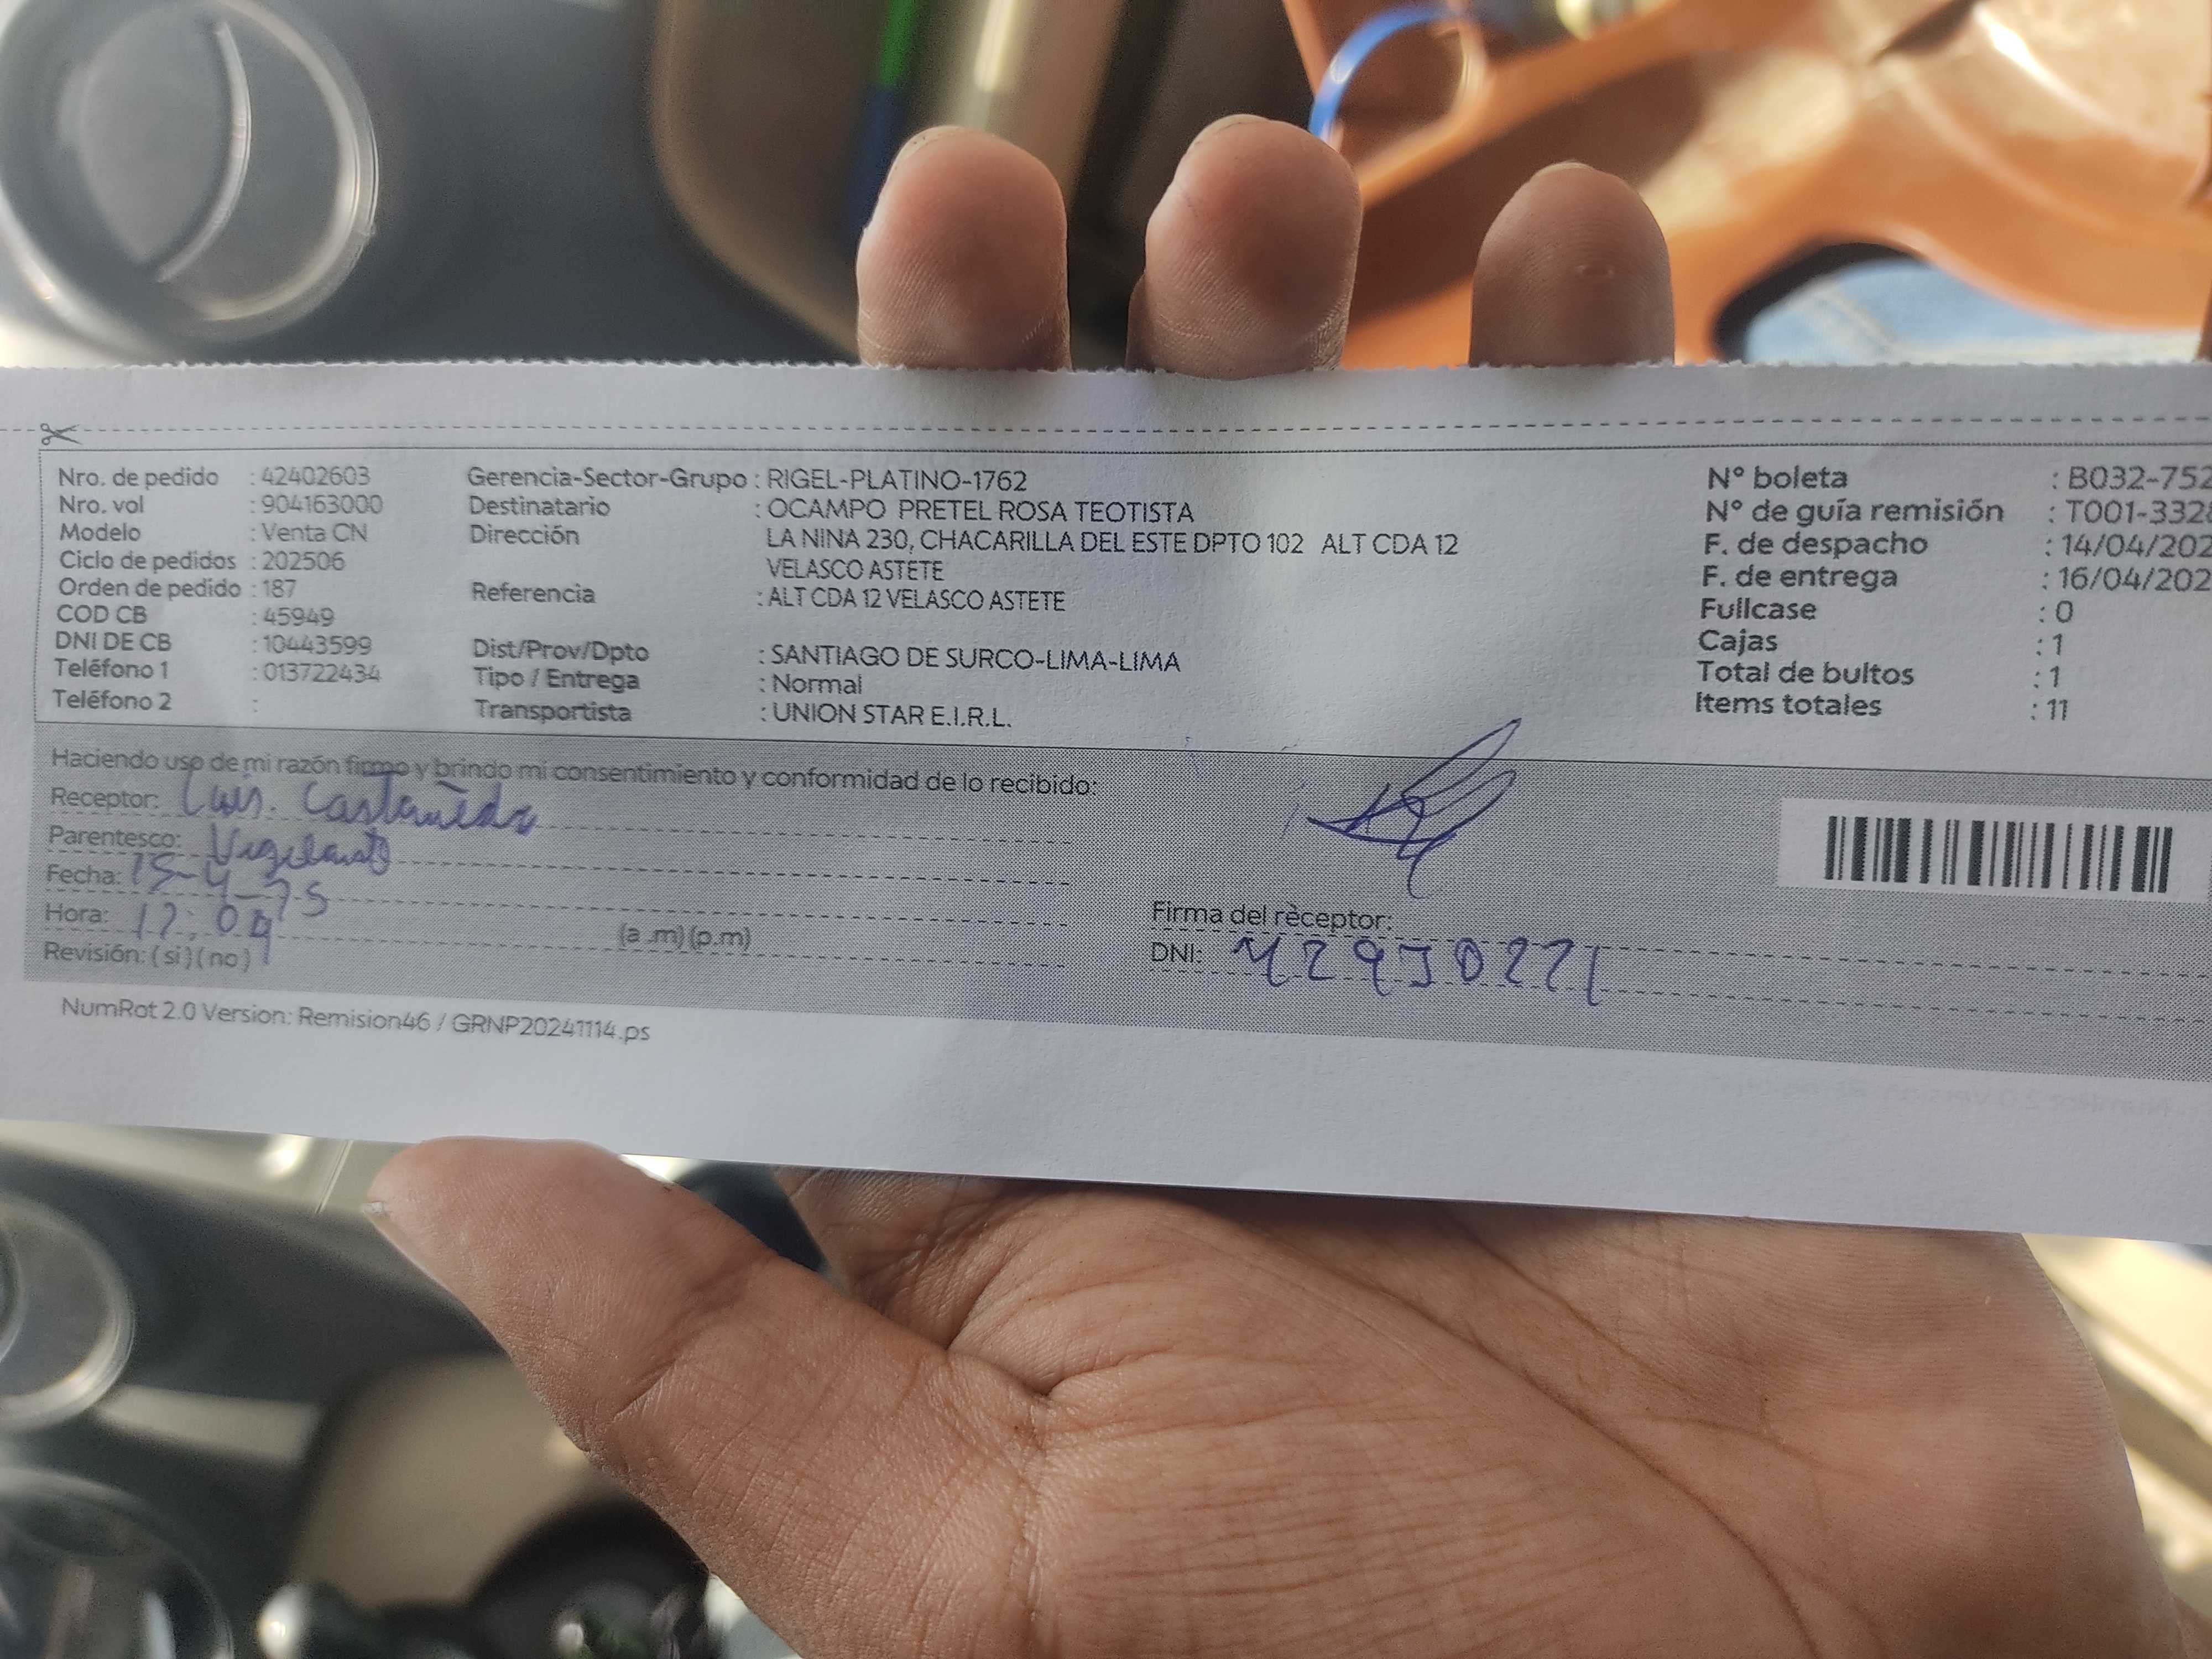 Nro. de pedido : 42402603
Nro. vol : 904163000
Modelo : Venta CN
Ciclo de pedidos : 202506
Orden de pedido : 187
COD CB : 45949
DNI DE CB : 10443599
Teléfono 1 : 013722434
Teléfono 2 :
Gerencia-Sector-Grupo : RIGEL-PLATINO-1762
Destinatario : OCAMPO PRETEL ROSA TEOTISTA
Dirección LA NINA 230, CHACARILLA DEL ESTE DPTO 102 ALT CDA 12
VELASCO ASTETE
Referencia : ALT CDA 12 VELASCO ASTETE
Dist/Prov/Dpto : SANTIAGO DE SURCO-LIMA-LIMA
Tipo / Entrega : Normal
Transportista : UNION STAR E.I.R.L.
N° boleta : B032-752
N° de guía remisión : T001-332
F. de despacho : 14/04/202
F. de entrega : 16/04/202
Fullcase : 0
Cajas : 1
Total de bultos : 1
Items totales : 11
Haciendo uso de mi razón firmo y brindo mi consentimiento y conformidad de lo recibido:
Receptor: Luis. Castañeda
Parentesco: Vigilante
Fecha:
Hora: (a .m) (p.m)
Revisión: ( si ) ( no )
Firma del receptor:
DNI:
NumRot 2.0 Version: Remision46 / GRNP20241114.ps